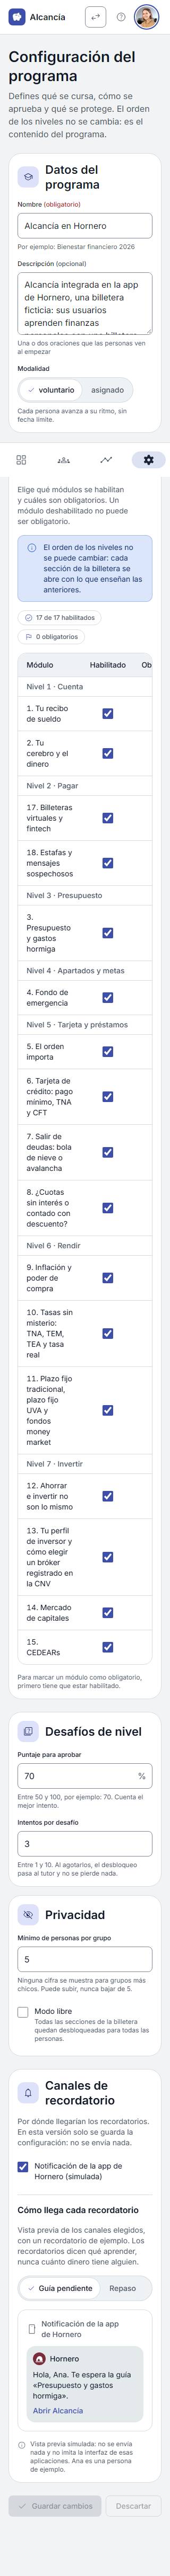 Alcancía
Configuración del
programa
Defines qué se cursa, cómo se
aprueba y qué se protege. El orden
de los niveles no se cambia: es el
contenido del programa.
Datos del
programa
Nombre (obligatorio)
Alcancía en Hornero
Por ejemplo: Bienestar financiero 2026
Descripción (opcional)
Alcancía integrada en la app
de Hornero, una billetera
ficticia: sus usuarios
aprenden finanzas
Una o dos oraciones que las personas ven
al empezar
Modalidad
voluntario
asignado
Cada persona avanza a su ritmo, sin
fecha límite.
Elige qué módulos se habilitan
y cuáles son obligatorios. Un
módulo deshabilitado no puede
ser obligatorio.
El orden de los niveles no
se puede cambiar: cada
sección de la billetera se
abre con lo que enseñan las
anteriores.
17 de 17 habilitados
0 obligatorios
Módulo Habilitado Ob
Nivel 1 · Cuenta
1. Tu recibo
de sueldo
2. Tu
cerebro y el
dinero
Nivel 2 · Pagar
17. Billeteras
virtuales y
fintech
18. Estafas y
mensajes
sospechosos
Nivel 3 · Presupuesto
3.
Presupuesto
y gastos
hormiga
Nivel 4 · Apartados y metas
4. Fondo de
emergencia
Nivel 5 · Tarjeta y préstamos
5. El orden
importa
6. Tarjeta de
crédito: pago
mínimo, TNA
y CFT
7. Salir de
deudas: bola
de nieve o
avalancha
8. ¿Cuotas
sin interés o
contado con
descuento?
Nivel 6 · Rendir
9. Inflación y
poder de
compra
10. Tasas sin
misterio:
TNA, TEM,
TEA y tasa
real
11. Plazo fijo
tradicional,
plazo fijo
UVA y
fondos
money
market
Nivel 7 · Invertir
12. Ahorrar
e invertir no
son lo mismo
13. Tu perfil
de inversor y
cómo elegir
un bróker
registrado en
la CNV
14. Mercado
de capitales
15.
CEDEARs
Para marcar un módulo como obligatorio,
primero tiene que estar habilitado.
Desafíos de nivel
Puntaje para aprobar
70 %
Entre 50 y 100, por ejemplo: 70. Cuenta el
mejor intento.
Intentos por desafío
3
Entre 1 y 10. Al agotarlos, el desbloqueo
pasa al tutor y no se pierde nada.
Privacidad
Mínimo de personas por grupo
5
Ninguna cifra se muestra para grupos más
chicos. Puede subir, nunca bajar de 5.
Modo libre
Todas las secciones de la billetera
quedan desbloqueadas para todas las
personas.
Canales de
recordatorio
Por dónde llegarían los recordatorios.
En esta versión solo se guarda la
configuración: no se envía nada.
Notificación de la app de
Hornero (simulada)
Cómo llega cada recordatorio
Vista previa de los canales elegidos,
con un recordatorio de ejemplo. Los
recordatorios dicen qué aprender,
nunca cuánto dinero tiene alguien.
Guía pendiente
Repaso
Notificación de la app
de Hornero
Hornero
Hola, Ana. Te espera la guía
«Presupuesto y gastos
hormiga».
Abrir Alcancía
Vista previa simulada: no se envía
nada y no imita la interfaz de esas
aplicaciones. Ana es una persona
de ejemplo.
Guardar cambios
Descartar